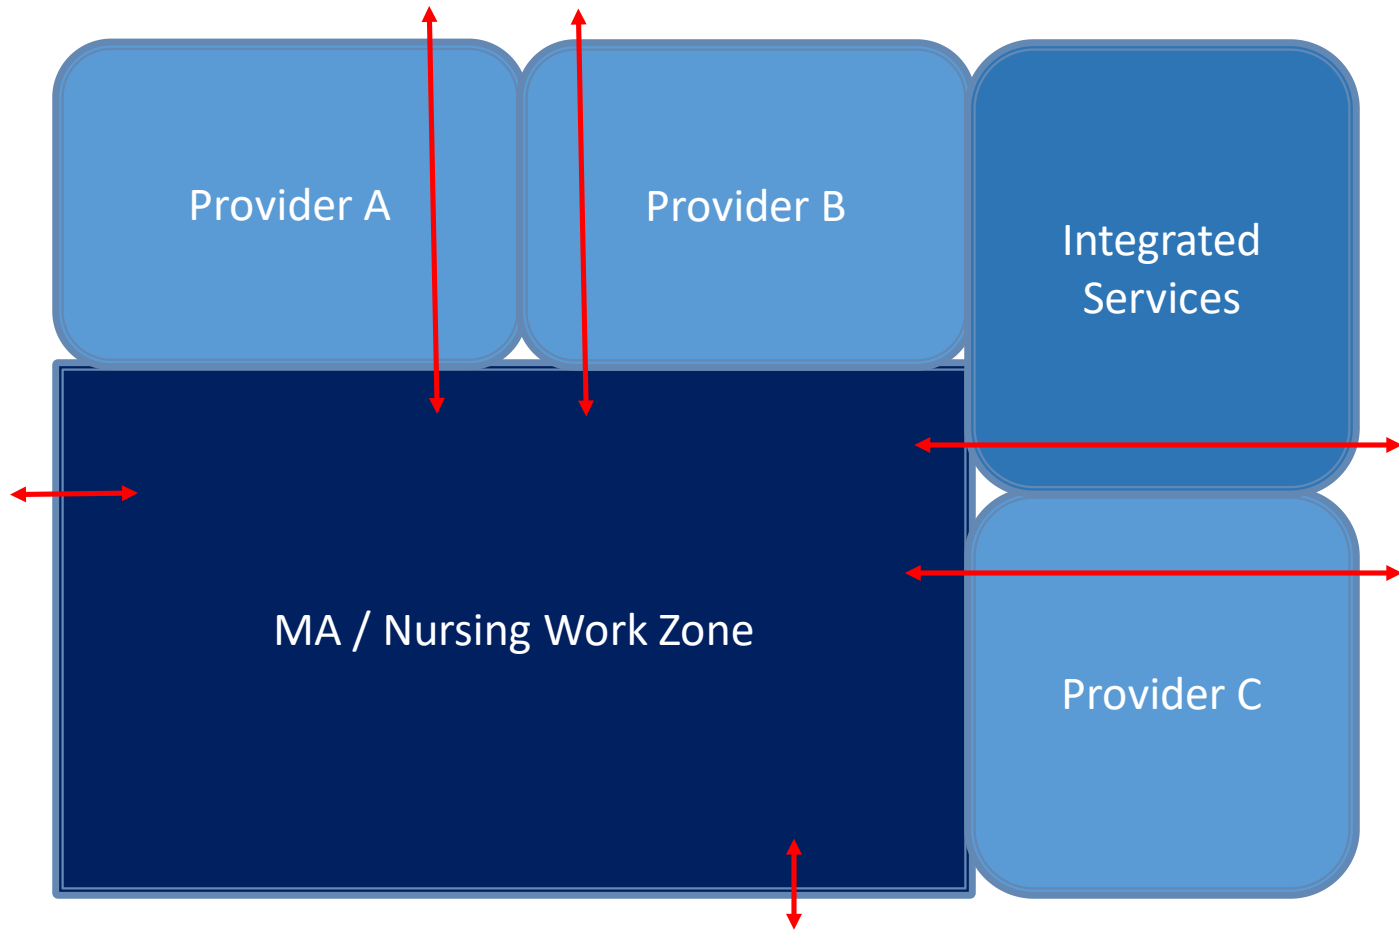 Provider A
Provider B
Integrated
Services
MA / Nursing Work Zone
Provider C